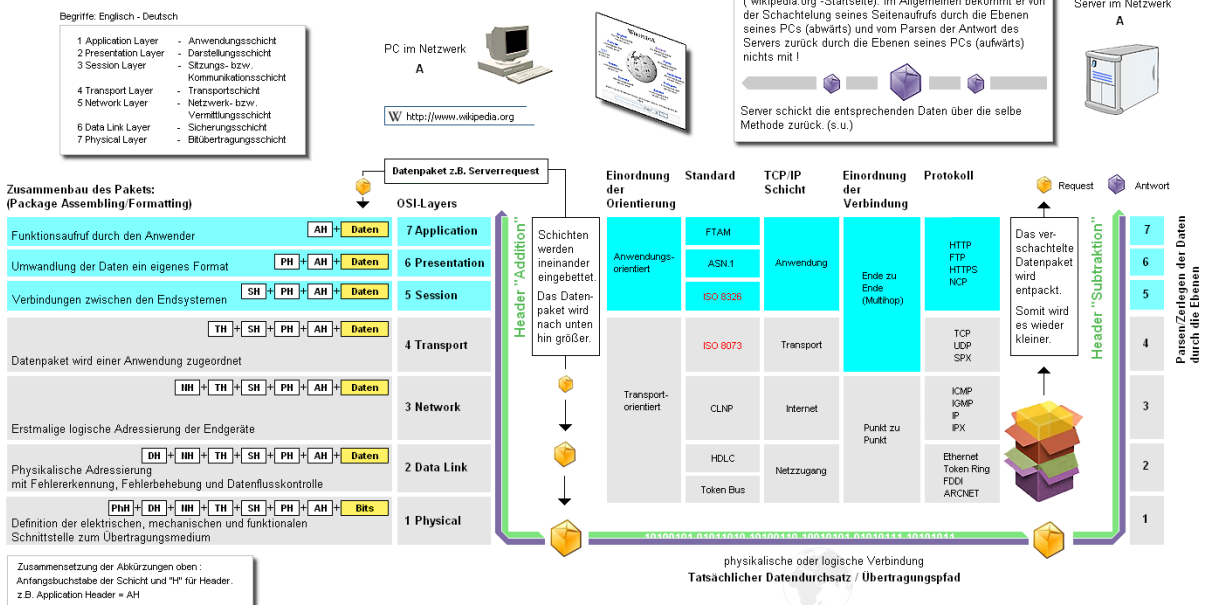 Begriffe: Englisch - Deutsch
1 Application Layer - Anwendungsschicht
2 Presentation Layer - Darstellungsschicht
3 Session Layer - Sitzungs- bzw.
Kommunikationsschicht
4 Transport Layer - Transportschicht
5 Network Layer - Netzwerk- bzw.
Vermittlungsschicht
6 Data Link Layer - Sicherungsschicht
7 Physical Layer - Bitübertragungsschicht
PC im Netzwerk
A
W http://www.wikipedia.org
( wikipedia.org -Startseite). Im Allgemeinen bekommt er von
der Schachtelung seines Seitenaufrufs durch die Ebenen
seines PCs (abwärts) und vom Parsen der Antwort des
Servers zurück durch die Ebenen seines PCs (aufwärts)
nichts mit !
Server schickt die entsprechenden Daten über die selbe
Methode zurück. (s.u.)
Server im Netzwerk
A
Datenpaket z.B. Serverrequest
Zusammenbau des Pakets:
(Package Assembling/Formatting)
OSI-Layers
Einordnung
der
Orientierung
Standard
TCP/IP
Schicht
Einordnung
der
Verbindung
Protokoll
Request
Antwort
AH + Daten
Funktionsaufruf durch den Anwender
7 Application
PH + AH + Daten
Umwandlung der Daten ein eigenes Format
6 Presentation
SH + PH + AH + Daten
Verbindungen zwischen den Endsystemen
5 Session
TH + SH + PH + AH + Daten
Datenpaket wird einer Anwendung zugeordnet
4 Transport
NH + TH + SH + PH + AH + Daten
Erstmalige logische Adressierung der Endgeräte
3 Network
DH + NH + TH + SH + PH + AH + Daten
Physikalische Adressierung
mit Fehlererkennung, Fehlerbehebung und Datenflusskontrolle
2 Data Link
PhH + DH + NH + TH + SH + PH + AH + Bits
Definition der elektrischen, mechanischen und funktionalen
Schnittstelle zum Übertragungsmedium
1 Physical
Header "Addition"
Schichten
werden
ineinander
eingebettet.
Das Daten-
paket wird
nach unten
hin größer.
Anwendungs-
orientiert
Transport-
orientiert
FTAM
ASN.1
ISO 8326
ISO 8073
CLNP
HDLC
Token Bus
Anwendung
Transport
Internet
Netzzugang
Ende zu
Ende
(Multihop)
Punkt zu
Punkt
HTTP
FTP
HTTPS
NCP
TCP
UDP
SPX
ICMP
IGMP
IP
IPX
Ethernet
Token Ring
FDDI
ARCNET
Das ver-
schachtelte
Datenpaket
wird
entpackt.
Somit wird
es wieder
kleiner.
Header "Subtraktion"
7
6
5
4
3
2
1
Parsen/Zerlegen der Daten
durch die Ebenen
10100101 01011010 10100110 10010101 01010111 10101011
physikalische oder logische Verbindung
Tatsächlicher Datendurchsatz / Übertragungspfad
Zusammensetzung der Abkürzungen oben :
Anfangsbuchstabe der Schicht und "H" für Header.
z.B. Application Header = AH